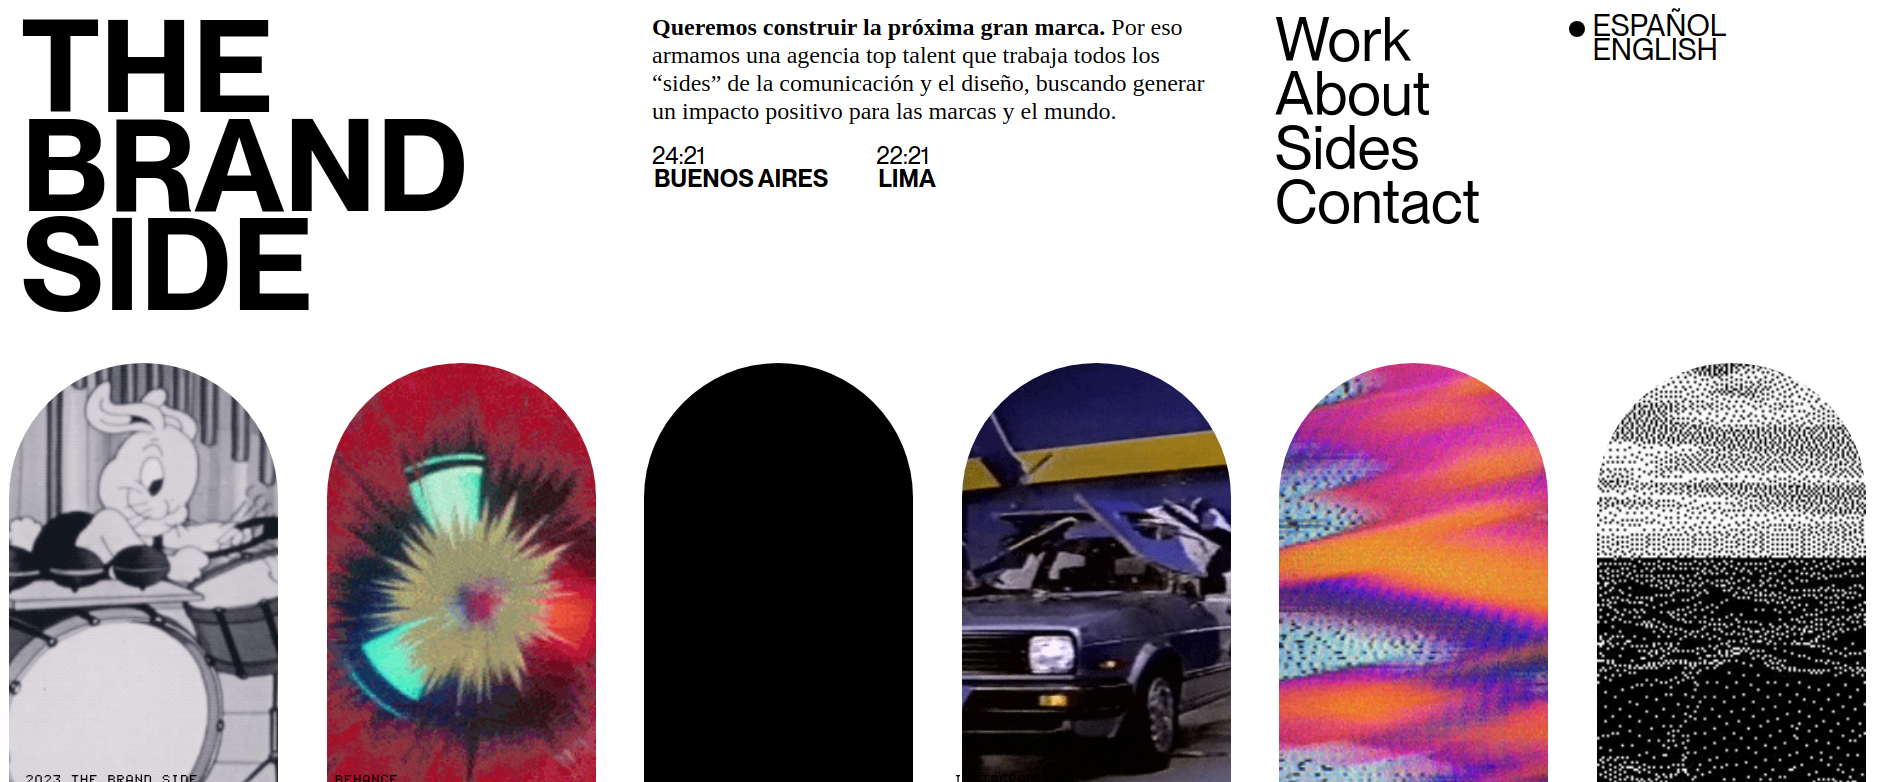 THE
BRAND
SIDE
Queremos construir la próxima gran marca. Por eso
armamos una agencia top talent que trabaja todos los
“sides” de la comunicación y el diseño, buscando generar
un impacto positivo para las marcas y el mundo.
24:21
BUENOS AIRES
22:21
LIMA
Work
About
Sides
Contact
ESPAÑOL
ENGLISH
2023 THE BRAND SIDE
BEHANCE